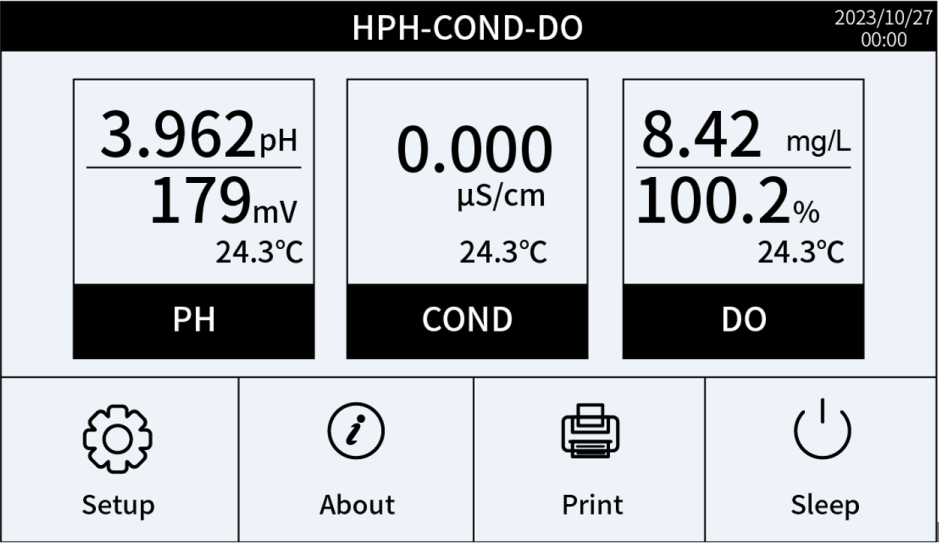 HPH-COND-DO
2023/10/27
00:00
3.962pH
179mV
24.3℃
PH
0.000
µS/cm
24.3℃
COND
8.42 mg/L
100.2%
24.3℃
DO
Setup
About
Print
Sleep